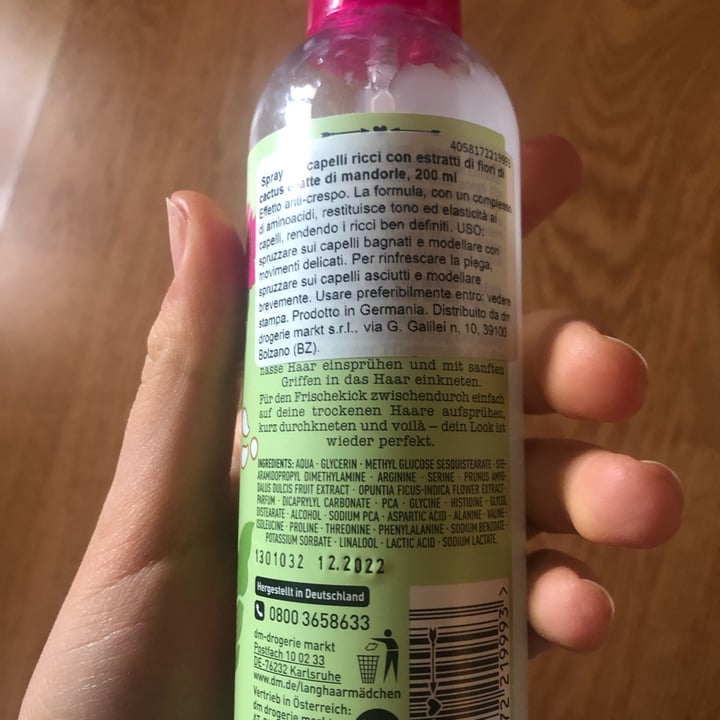 4058172219993
Spray capelli ricci con estratti di fiori di
cactus latte di mandorle, 200 ml
Effetto anti-crespo. La formula, con un complesso
di aminoacidi, restituisce tono ed elasticità ai
capelli, rendendo i ricci ben definiti. USO:
spruzzare sui capelli bagnati e modellare con
movimenti delicati. Per rinfrescare la piega,
spruzzare sui capelli asciutti e modellare
brevemente. Usare preferibilmente entro: vedere
stampa. Prodotto in Germania. Distribuito da dm
drogerie markt s.r.l., via G. Galilei n. 10, 39100
Bolzano (BZ).
nasse Haar einsprühen und mit sanften
Griffen in das Haar einkneten.
Für den Frischekick zwischendurch einfach
auf deine trockenen Haare aufsprühen,
kurz durchkneten und voilà – dein Look ist
wieder perfekt.
INGREDIENTS: AQUA · GLYCERIN · METHYL GLUCOSE SESQUISTEARATE · STE-
ARAMIDOPROPYL DIMETHYLAMINE · ARGININE · SERINE · PRUNUS AMYG-
DALUS DULCIS FRUIT EXTRACT · OPUNTIA FICUS-INDICA FLOWER EXTRACT ·
PARFUM · DICAPRYLYL CARBONATE · PCA · GLYCINE · HISTIDINE · GLYCOL
DISTEARATE · ALCOHOL · SODIUM PCA · ASPARTIC ACID · ALANINE · VALINE ·
ISOLEUCINE · PROLINE · THREONINE · PHENYLALANINE · SODIUM BENZOATE ·
POTASSIUM SORBATE · LINALOOL · LACTIC ACID · SODIUM LACTATE.
1301032 12.2022
Hergestellt in Deutschland
0800 3658633
dm-drogerie markt
Postfach 10 02 33
DE-76232 Karlsruhe
www.dm.de/langhaarmädchen
Vertrieb in Österreich:
dm drogerie markt
72 219993 >